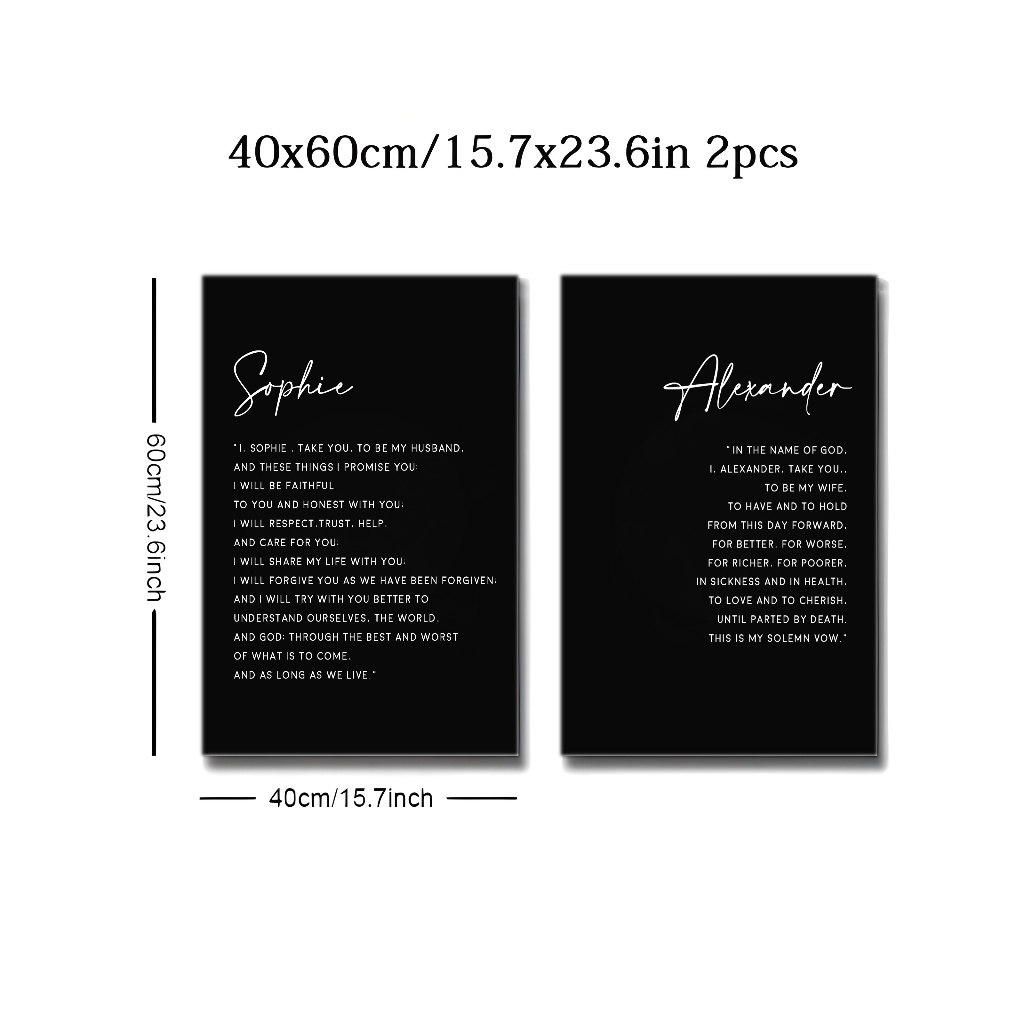 40x60cm/15.7x23.6in 2pcs
60cm/23.6inch
Sophie
"I, SOPHIE , TAKE YOU, TO BE MY HUSBAND,
AND THESE THINGS I PROMISE YOU:
I WILL BE FAITHFUL
TO YOU AND HONEST WITH YOU;
I WILL RESPECT,TRUST, HELP,
AND CARE FOR YOU;
I WILL SHARE MY LIFE WITH YOU;
I WILL FORGIVE YOU AS WE HAVE BEEN FORGIVEN;
AND I WILL TRY WITH YOU BETTER TO
UNDERSTAND OURSELVES, THE WORLD,
AND GOD; THROUGH THE BEST AND WORST
OF WHAT IS TO COME,
AND AS LONG AS WE LIVE."
Alexander
"IN THE NAME OF GOD,
I, ALEXANDER, TAKE YOU,,
TO BE MY WIFE,
TO HAVE AND TO HOLD
FROM THIS DAY FORWARD,
FOR BETTER, FOR WORSE,
FOR RICHER, FOR POORER,
IN SICKNESS AND IN HEALTH,
TO LOVE AND TO CHERISH,
UNTIL PARTED BY DEATH.
THIS IS MY SOLEMN VOW."
40cm/15.7inch